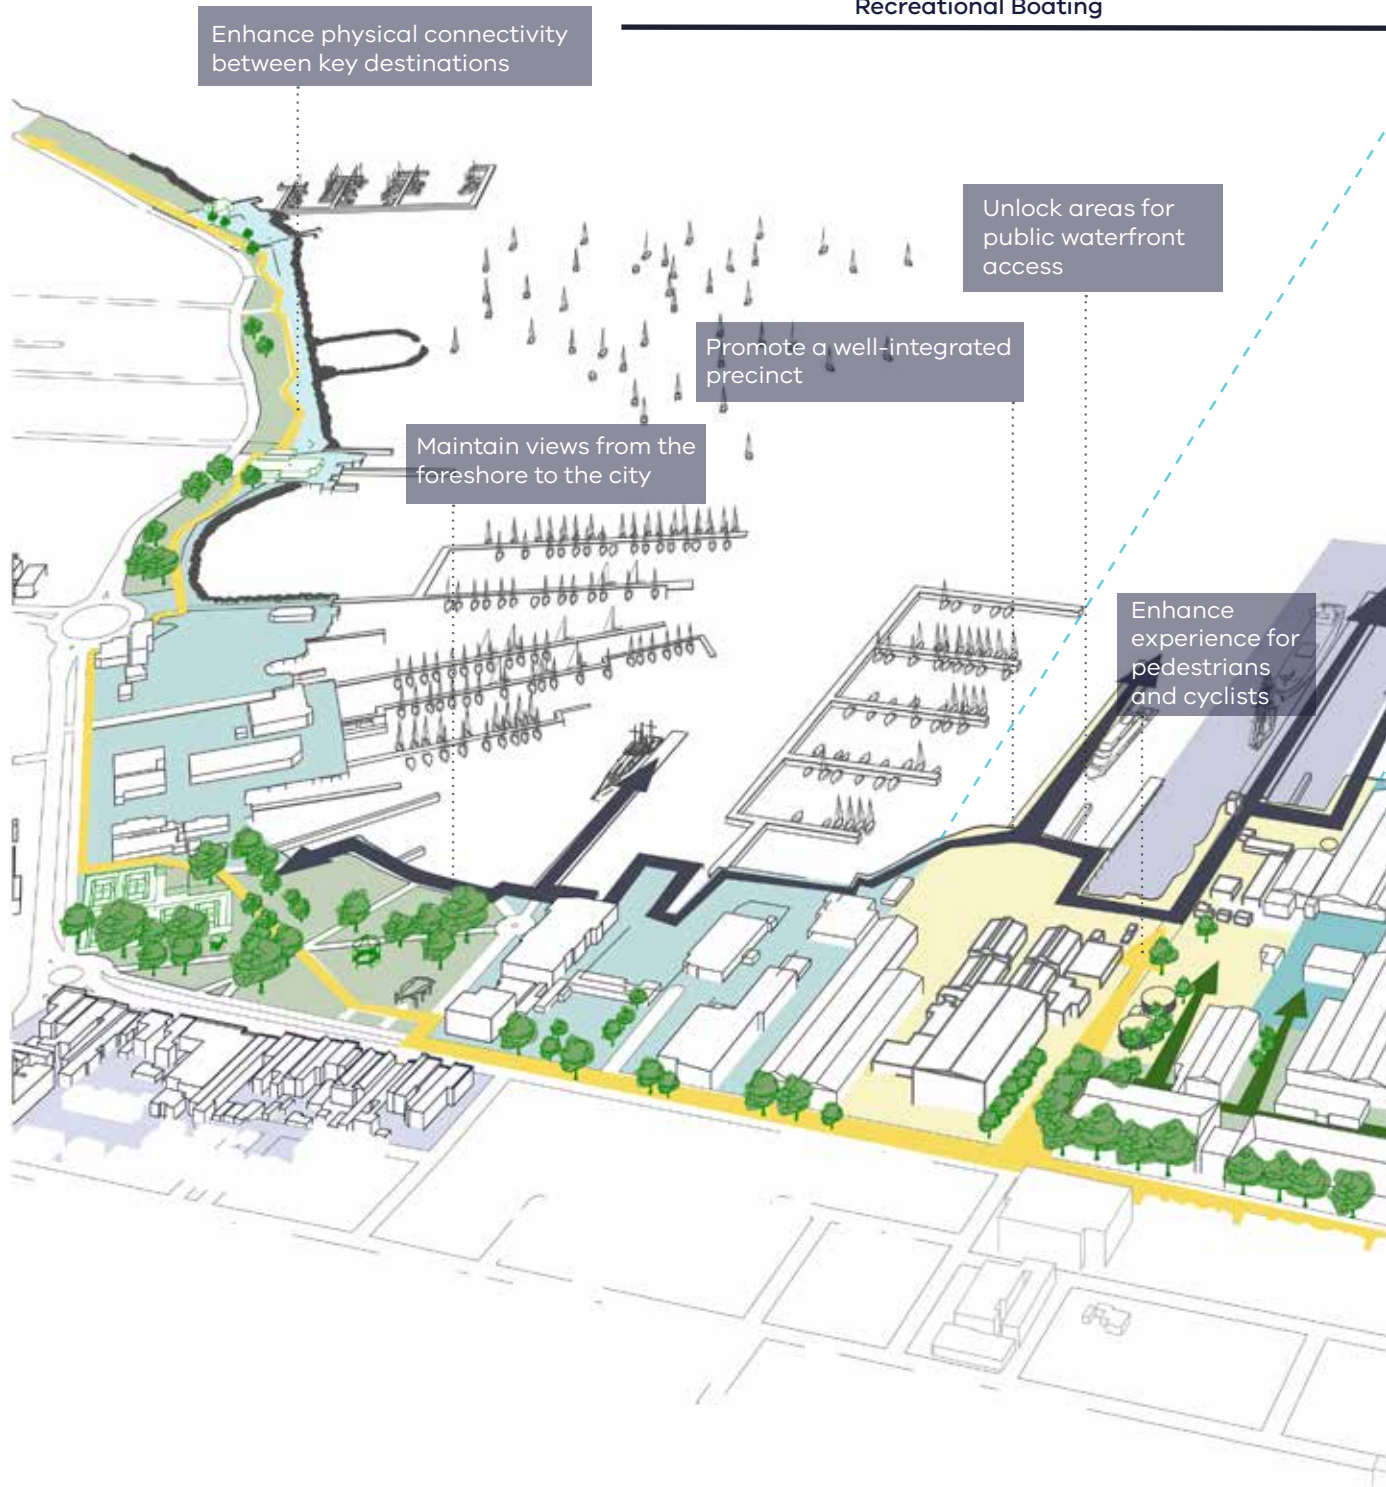 Recreational Boating
Enhance physical connectivity
between key destinations
Unlock areas for
public waterfront
access
Promote a well-integrated
precinct
Maintain views from the
foreshore to the city
Enhance
experience for
pedestrians
and cyclists